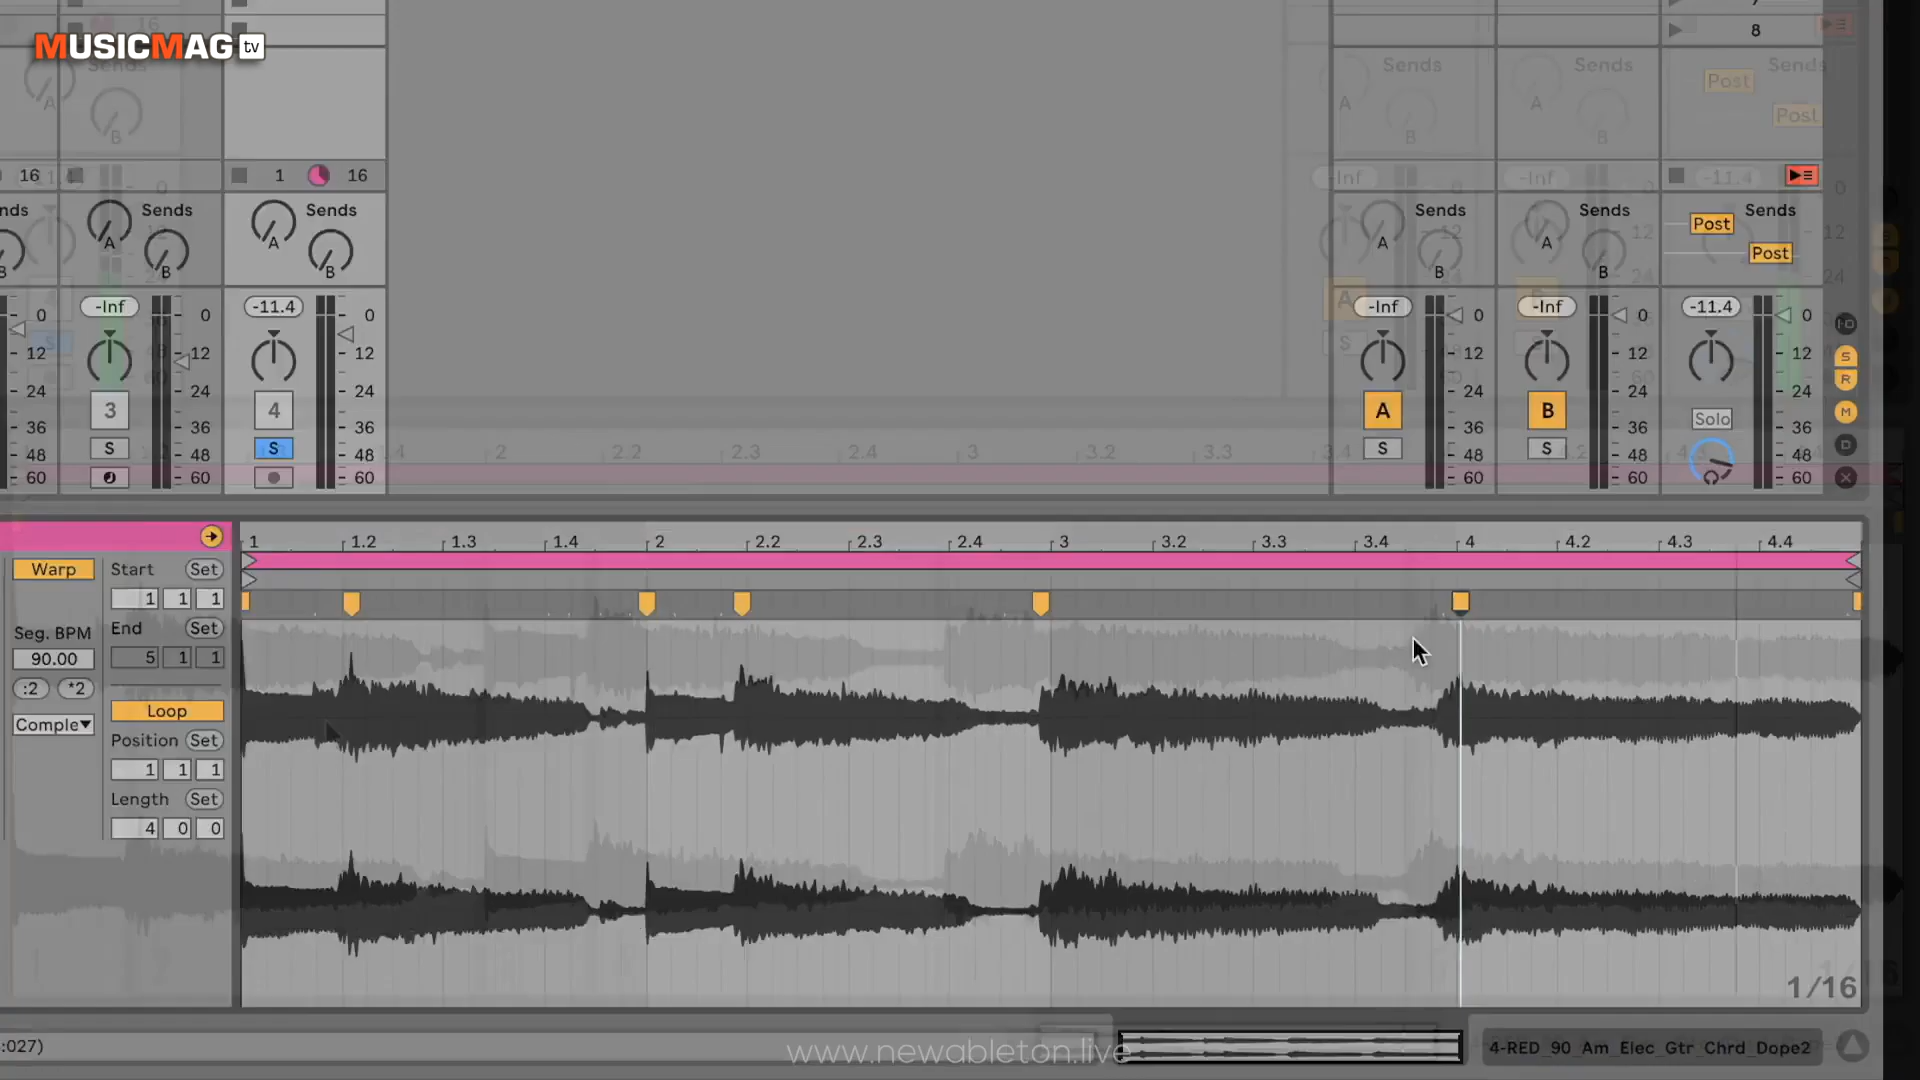 MUSICMAG tv
8
16 1 16
Sends Sends Sends Sends Sends
A B A B A B A B Post Post
-Inf -11.4 -Inf -Inf -11.4
0 0 0 0 0 0
12 12 12 12 12 12
24 24 24 24 24 24
3 4 A B Solo
36 36 36 36 36 36
S S S S
48 48 48 48 48 48
60 60 60 60 60 60
S
R
M
D
1 1.2 1.3 1.4 2 2.2 2.3 2.4 3 3.2 3.3 3.4 4 4.2 4.3 4.4
Warp Start Set
1 1 1
Seg. BPM End Set
90.00 5 1 1
:2 *2
Loop
Comple
Position Set
1 1 1
Length Set
4 0 0
1/16
:027)
www.newableton.live
4-RED_90_Am_Elec_Gtr_Chrd_Dope2